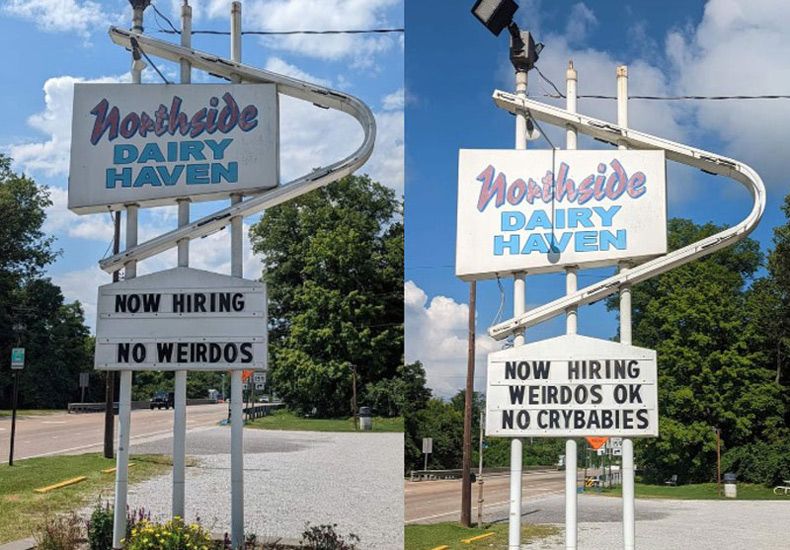 Northside
DAIRY
HAVEN
NOW HIRING
NO WEIRDOS
Northside
DAIRY
HAVEN
NOW HIRING
WEIRDOS OK
NO CRYBABIES